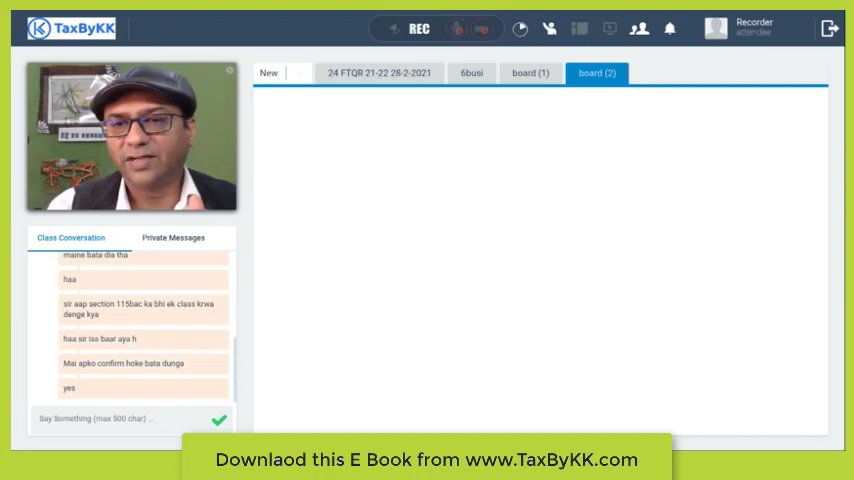 TaxByKK
REC
Recorder
attendee
New
24 FTQR 21-22 28-2-2021
6busi
board (1)
board (2)
Class Conversation
Private Messages
maine bata dia tha
haa
sir aap section 115bac ka bhi ek class krwa
denge kya
haa sir iss baar aya h
Mai apko confirm hoke bata dunga
yes
Say Something (max 500 char) ...
Downlaod this E Book from www.TaxByKK.com